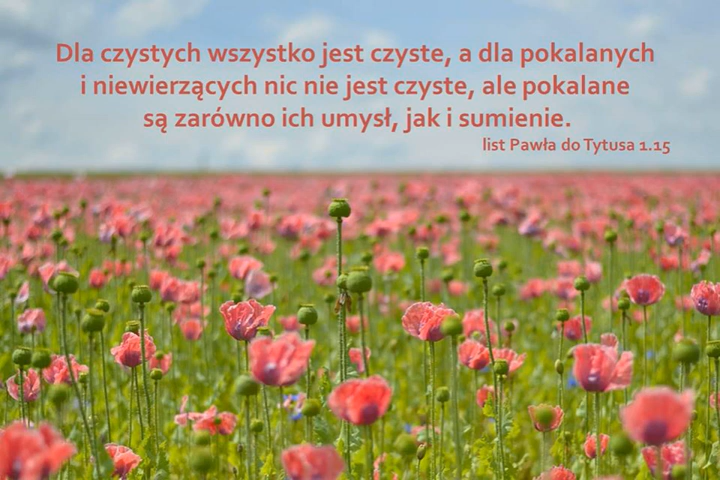 Dla czystych wszystko jest czyste, a dla pokalanych
i niewierzących nic nie jest czyste, ale pokalane
są zarówno ich umysł, jak i sumienie.
list Pawła do Tytusa 1.15